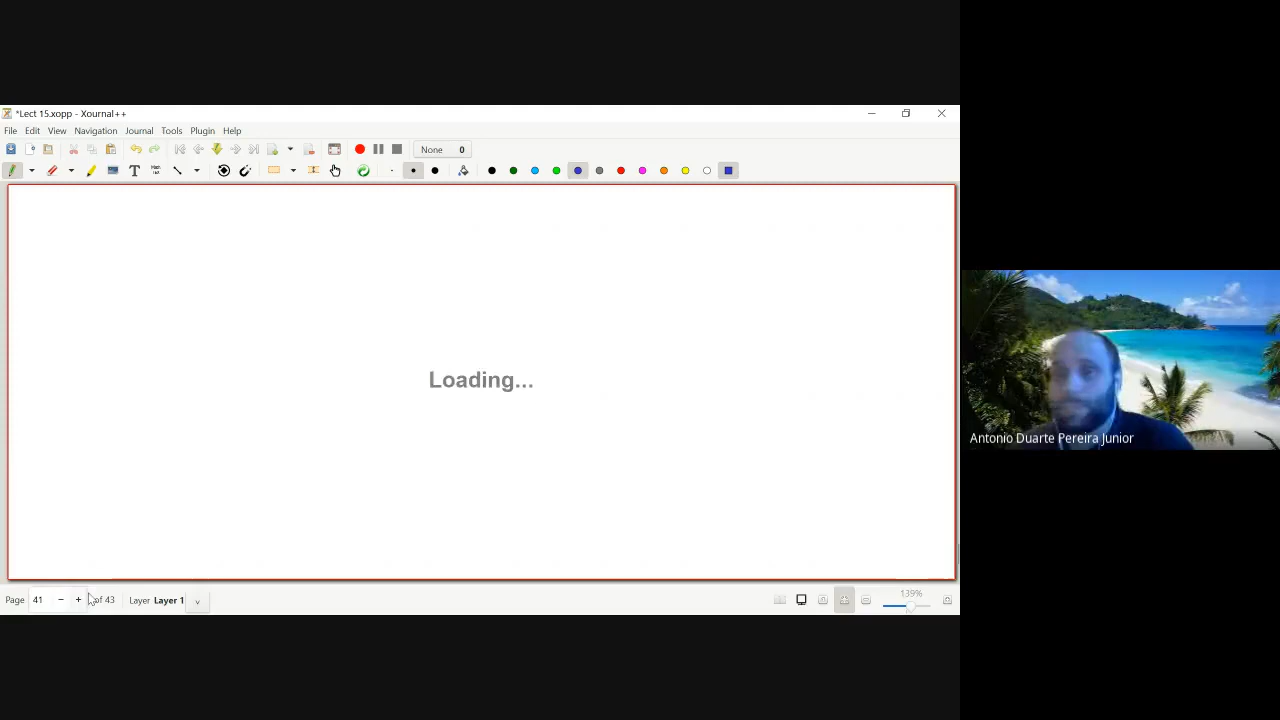 *Lect 15.xopp - Xournal++
File Edit View Navigation Journal Tools Plugin Help
None 0
Loading...
Antonio Duarte Pereira Junior
Page 41 of 43 Layer Layer 1 139%